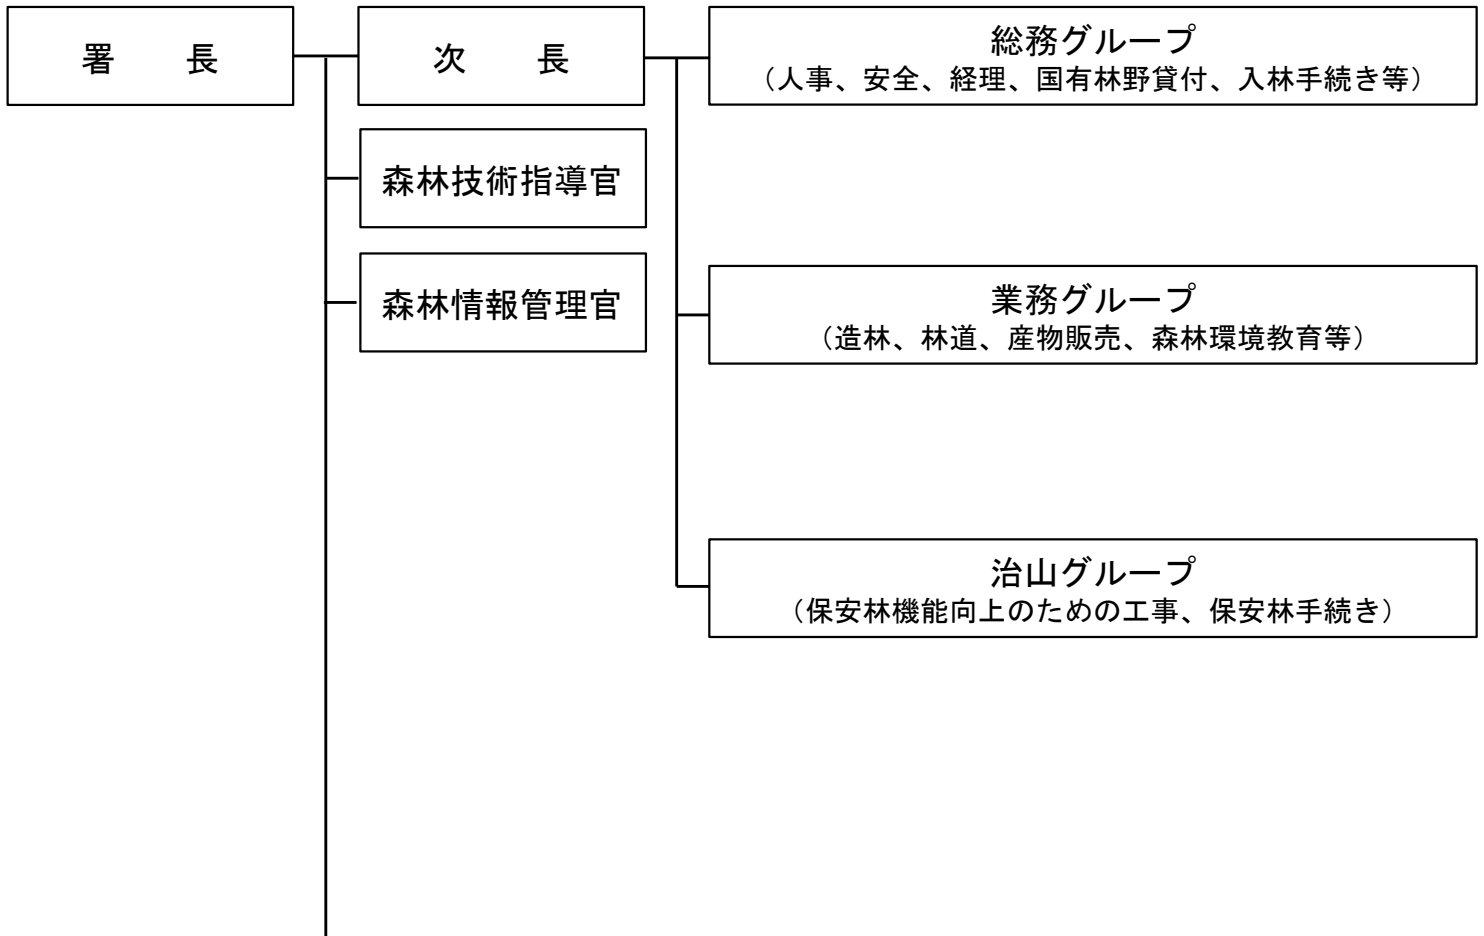 署　　長
次　　長
総務グループ
（人事、安全、経理、国有林野貸付、入林手続き等）
森林技術指導官
森林情報管理官
業務グループ
（造林、林道、産物販売、森林環境教育等）
治山グループ
（保安林機能向上のための工事、保安林手続き）